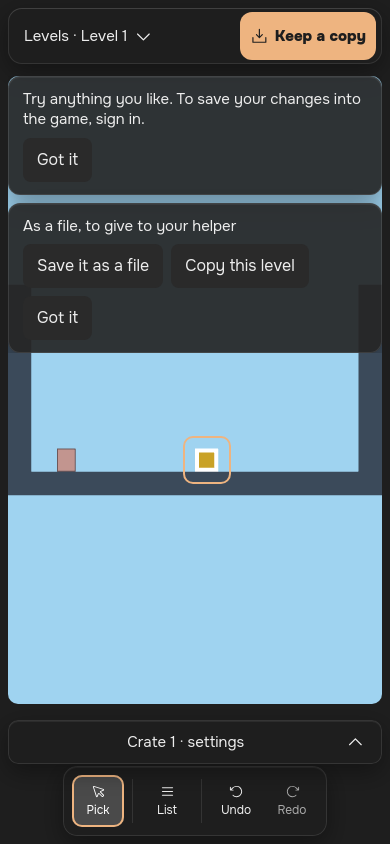 Levels · Level 1
Keep a copy
Try anything you like. To save your changes into
the game, sign in.
Got it
As a file, to give to your helper
Save it as a file
Copy this level
Got it
Crate 1 · settings
Pick
List
Undo
Redo